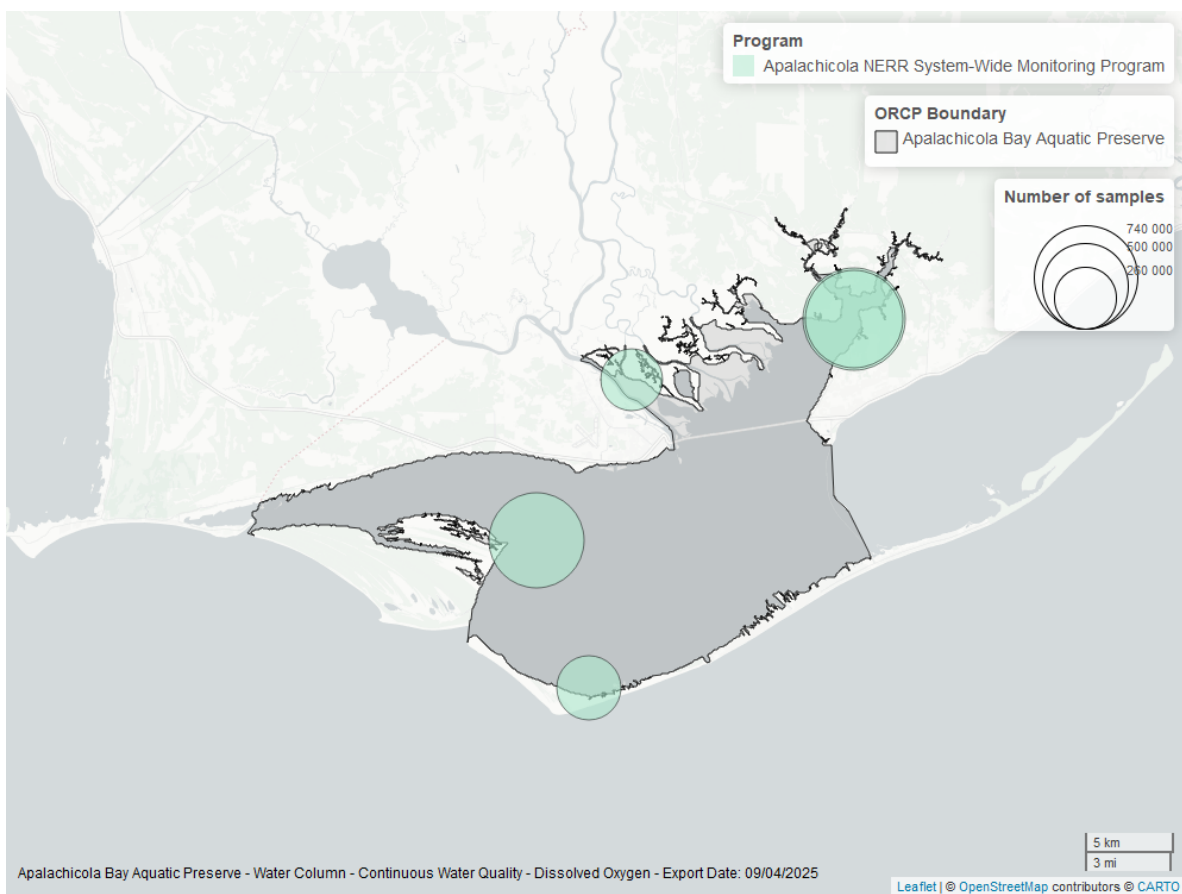 Program
Apalachicola NERR System-Wide Monitoring Program
ORCP Boundary
Apalachicola Bay Aquatic Preserve
Number of samples
740 000
500 000
260 000
5 km
3 mi
Apalachicola Bay Aquatic Preserve - Water Column - Continuous Water Quality - Dissolved Oxygen - Export Date: 09/04/2025
Leaflet | © OpenStreetMap contributors © CARTO